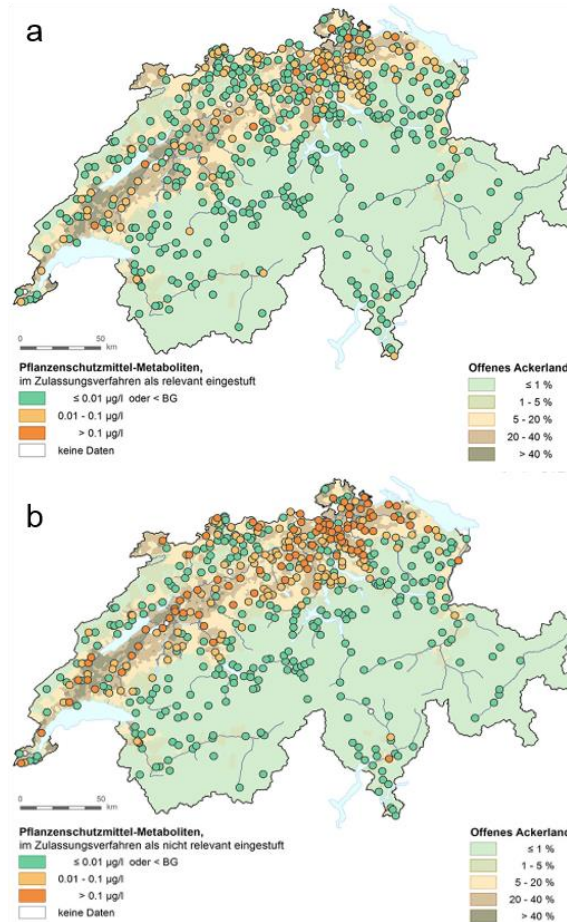 a
0 50
km
Pflanzenschutzmittel-Metaboliten,
im Zulassungsverfahren als relevant eingestuft
≤ 0.01 µg/l oder < BG
0.01 - 0.1 µg/l
> 0.1 µg/l
keine Daten
Offenes Ackerland
≤ 1 %
1 - 5 %
5 - 20 %
20 - 40 %
> 40 %
b
0 50
km
Pflanzenschutzmittel-Metaboliten,
im Zulassungsverfahren als nicht relevant eingestuft
≤ 0.01 µg/l oder < BG
0.01 - 0.1 µg/l
> 0.1 µg/l
keine Daten
Offenes Ackerland
≤ 1 %
1 - 5 %
5 - 20 %
20 - 40 %
> 40 %